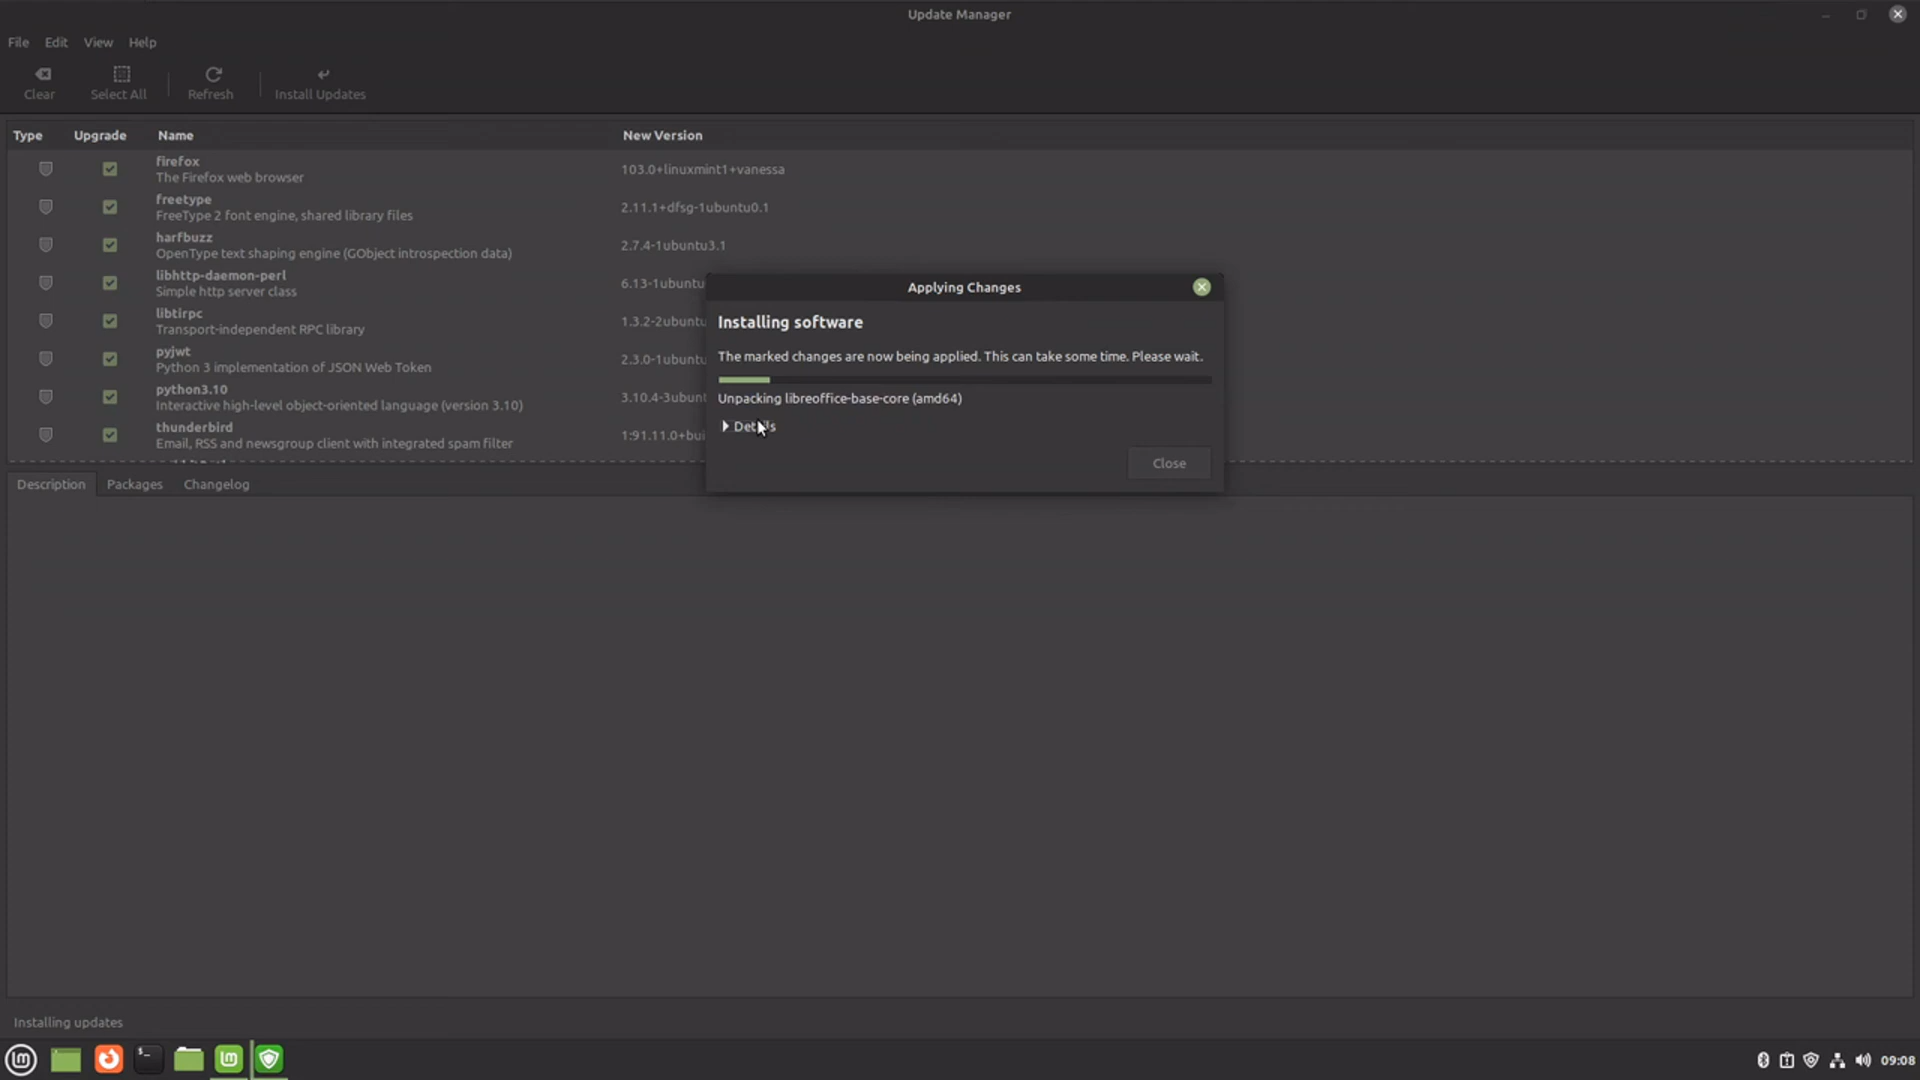 Update Manager
File Edit View Help
Clear Select All Refresh Install Updates
Type Upgrade Name New Version
firefox
The Firefox web browser
103.0+linuxmint1+vanessa
freetype
FreeType 2 font engine, shared library files
2.11.1+dfsg-1ubuntu0.1
harfbuzz
OpenType text shaping engine (GObject introspection data)
2.7.4-1ubuntu3.1
libhttp-daemon-perl
Simple http server class
6.13-1ubuntu
libtirpc
Transport-independent RPC library
1.3.2-2ubuntu
pyjwt
Python 3 implementation of JSON Web Token
2.3.0-1ubuntu
python3.10
Interactive high-level object-oriented language (version 3.10)
3.10.4-3ubunt
thunderbird
Email, RSS and newsgroup client with integrated spam filter
1:91.11.0+bui
Applying Changes
Installing software
The marked changes are now being applied. This can take some time. Please wait.
Unpacking libreoffice-base-core (amd64)
Details
Close
Description Packages Changelog
Installing updates
09:08